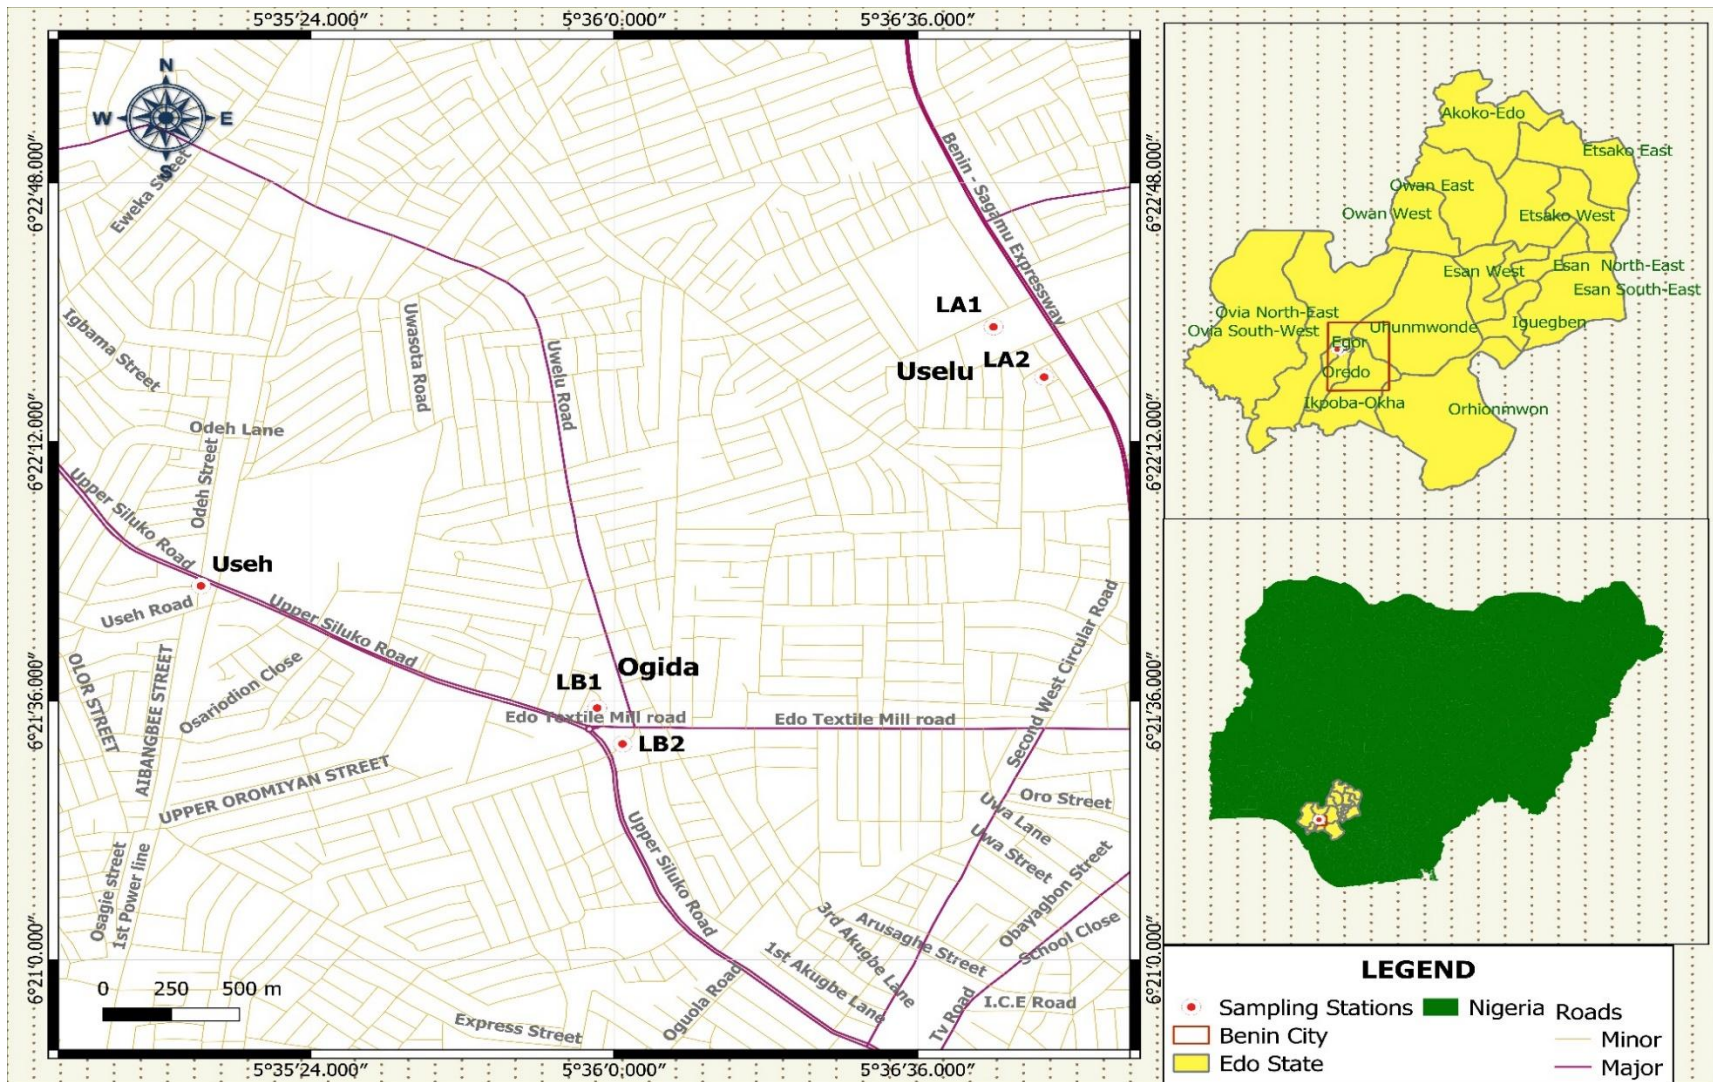 5°35′24.000″
5°36′0.000″
5°36′36.000″
N
W
E
S
6°22′48.000″
6°22′12.000″
6°21′36.000″
6°21′0.000″
Eweka Street
Benin - Sagamu Expressway
LA1
LA2
Uselu
Igbama Street
Uwasota Road
Uwelu Road
Odeh Lane
Odeh Street
Upper Siluko Road
Useh
Useh Road
Upper Siluko Road
OLOR STREET
AIBANGBEE STREET
Osariodion Close
Ogida
LB1
Edo Textile Mill road
Edo Textile Mill road
LB2
Second West Circular Road
UPPER OROMIYAN STREET
Oro Street
Uwa Lane
Uwa Street
Obayagbon Street
School Close
Osagie street
1st Power line
Upper Siluko Road
3rd Akugbe Lane
Arusaghe Street
1st Akugbe Lane
I.C.E Road
Tv Road
Oguola Road
Express Street
0 250 500 m
5°35′24.000″
5°36′0.000″
5°36′36.000″
6°22′48.000″
6°22′12.000″
6°21′36.000″
6°21′0.000″
Akoko-Edo
Etsako East
Owan East
Owan West
Etsako West
Esan West
Esan North-East
Esan South-East
Ovia North-East
Ovia South-West
Uhunmwonde
Iguegben
Egor
Oredo
Ikpoba-Okha
Orhionmwon
LEGEND
Sampling Stations
Benin City
Edo State
Nigeria
Roads
Minor
Major